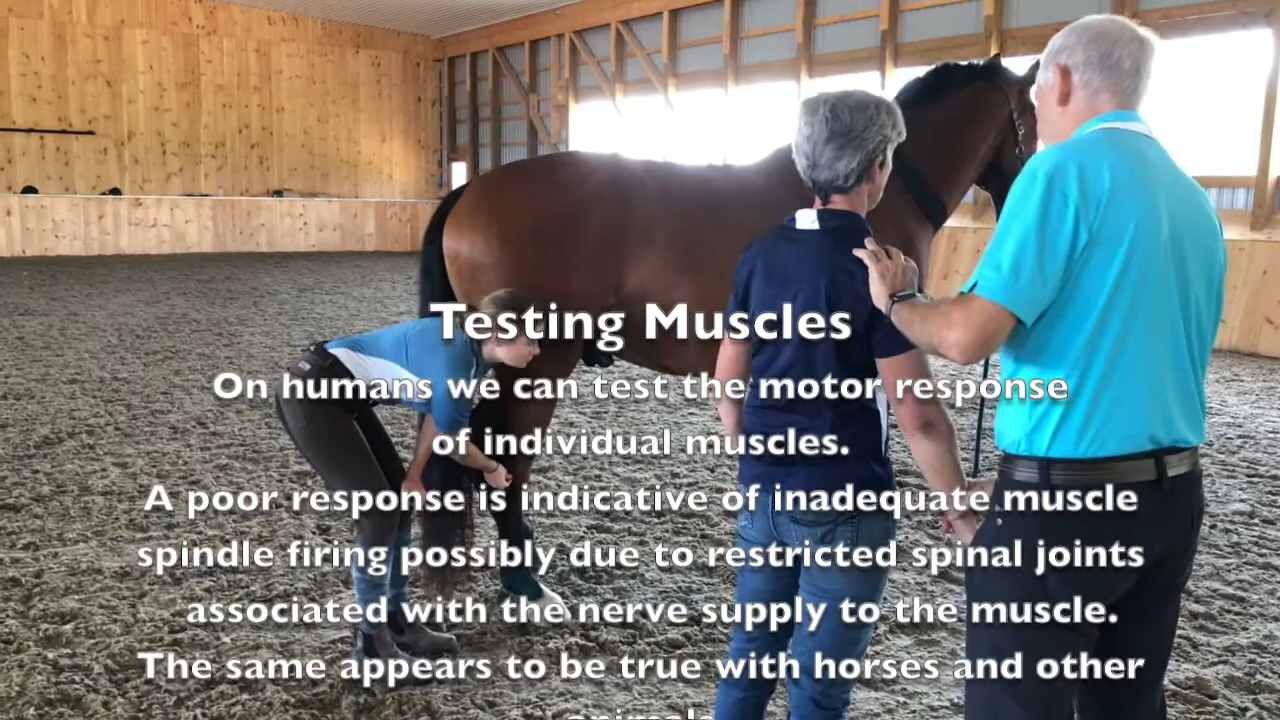 Testing Muscles
On humans we can test the motor response
of individual muscles.
A poor response is indicative of inadequate muscle
spindle firing possibly due to restricted spinal joints
associated with the nerve supply to the muscle.
The same appears to be true with horses and other